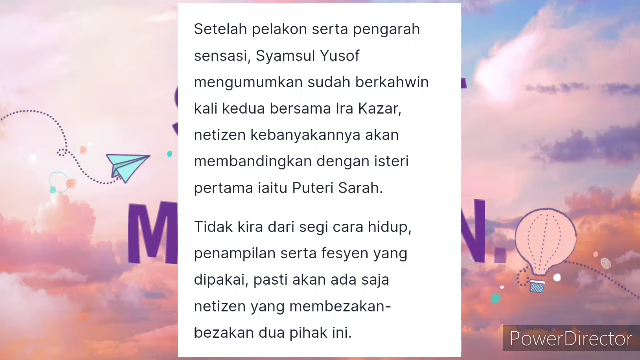 Setelah pelakon serta pengarah
sensasi, Syamsul Yusof
mengumumkan sudah berkahwin
kali kedua bersama Ira Kazar,
netizen kebanyakannya akan
membandingkan dengan isteri
pertama iaitu Puteri Sarah.
Tidak kira dari segi cara hidup,
penampilan serta fesyen yang
dipakai, pasti akan ada saja
netizen yang membezakan-
bezakan dua pihak ini.
PowerDirector